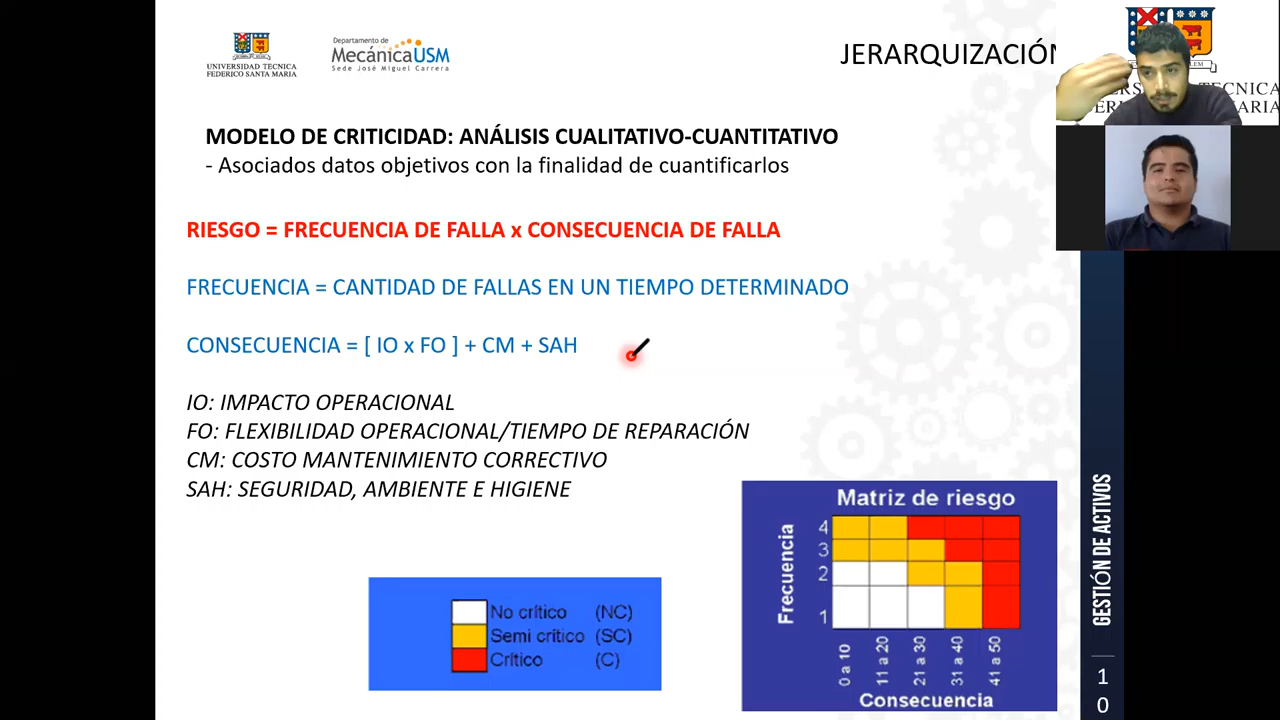 UNIVERSIDAD TECNICA
FEDERICO SANTA MARIA
Departamento de
MecánicaUSM
Sede José Miguel Carrera
JERARQUIZACIÓN
TECNICA
MARIA
MODELO DE CRITICIDAD: ANÁLISIS CUALITATIVO-CUANTITATIVO
- Asociados datos objetivos con la finalidad de cuantificarlos
RIESGO = FRECUENCIA DE FALLA x CONSECUENCIA DE FALLA
FRECUENCIA = CANTIDAD DE FALLAS EN UN TIEMPO DETERMINADO
CONSECUENCIA = [ IO x FO ] + CM + SAH
IO: IMPACTO OPERACIONAL
FO: FLEXIBILIDAD OPERACIONAL/TIEMPO DE REPARACIÓN
CM: COSTO MANTENIMIENTO CORRECTIVO
SAH: SEGURIDAD, AMBIENTE E HIGIENE
No crítico (NC)
Semi crítico (SC)
Crítico (C)
Matriz de riesgo
Frecuencia
4
3
2
1
0 a 10
11 a 20
21 a 30
31 a 40
41 a 50
Consecuencia
GESTIÓN DE ACTIVOS
1
0